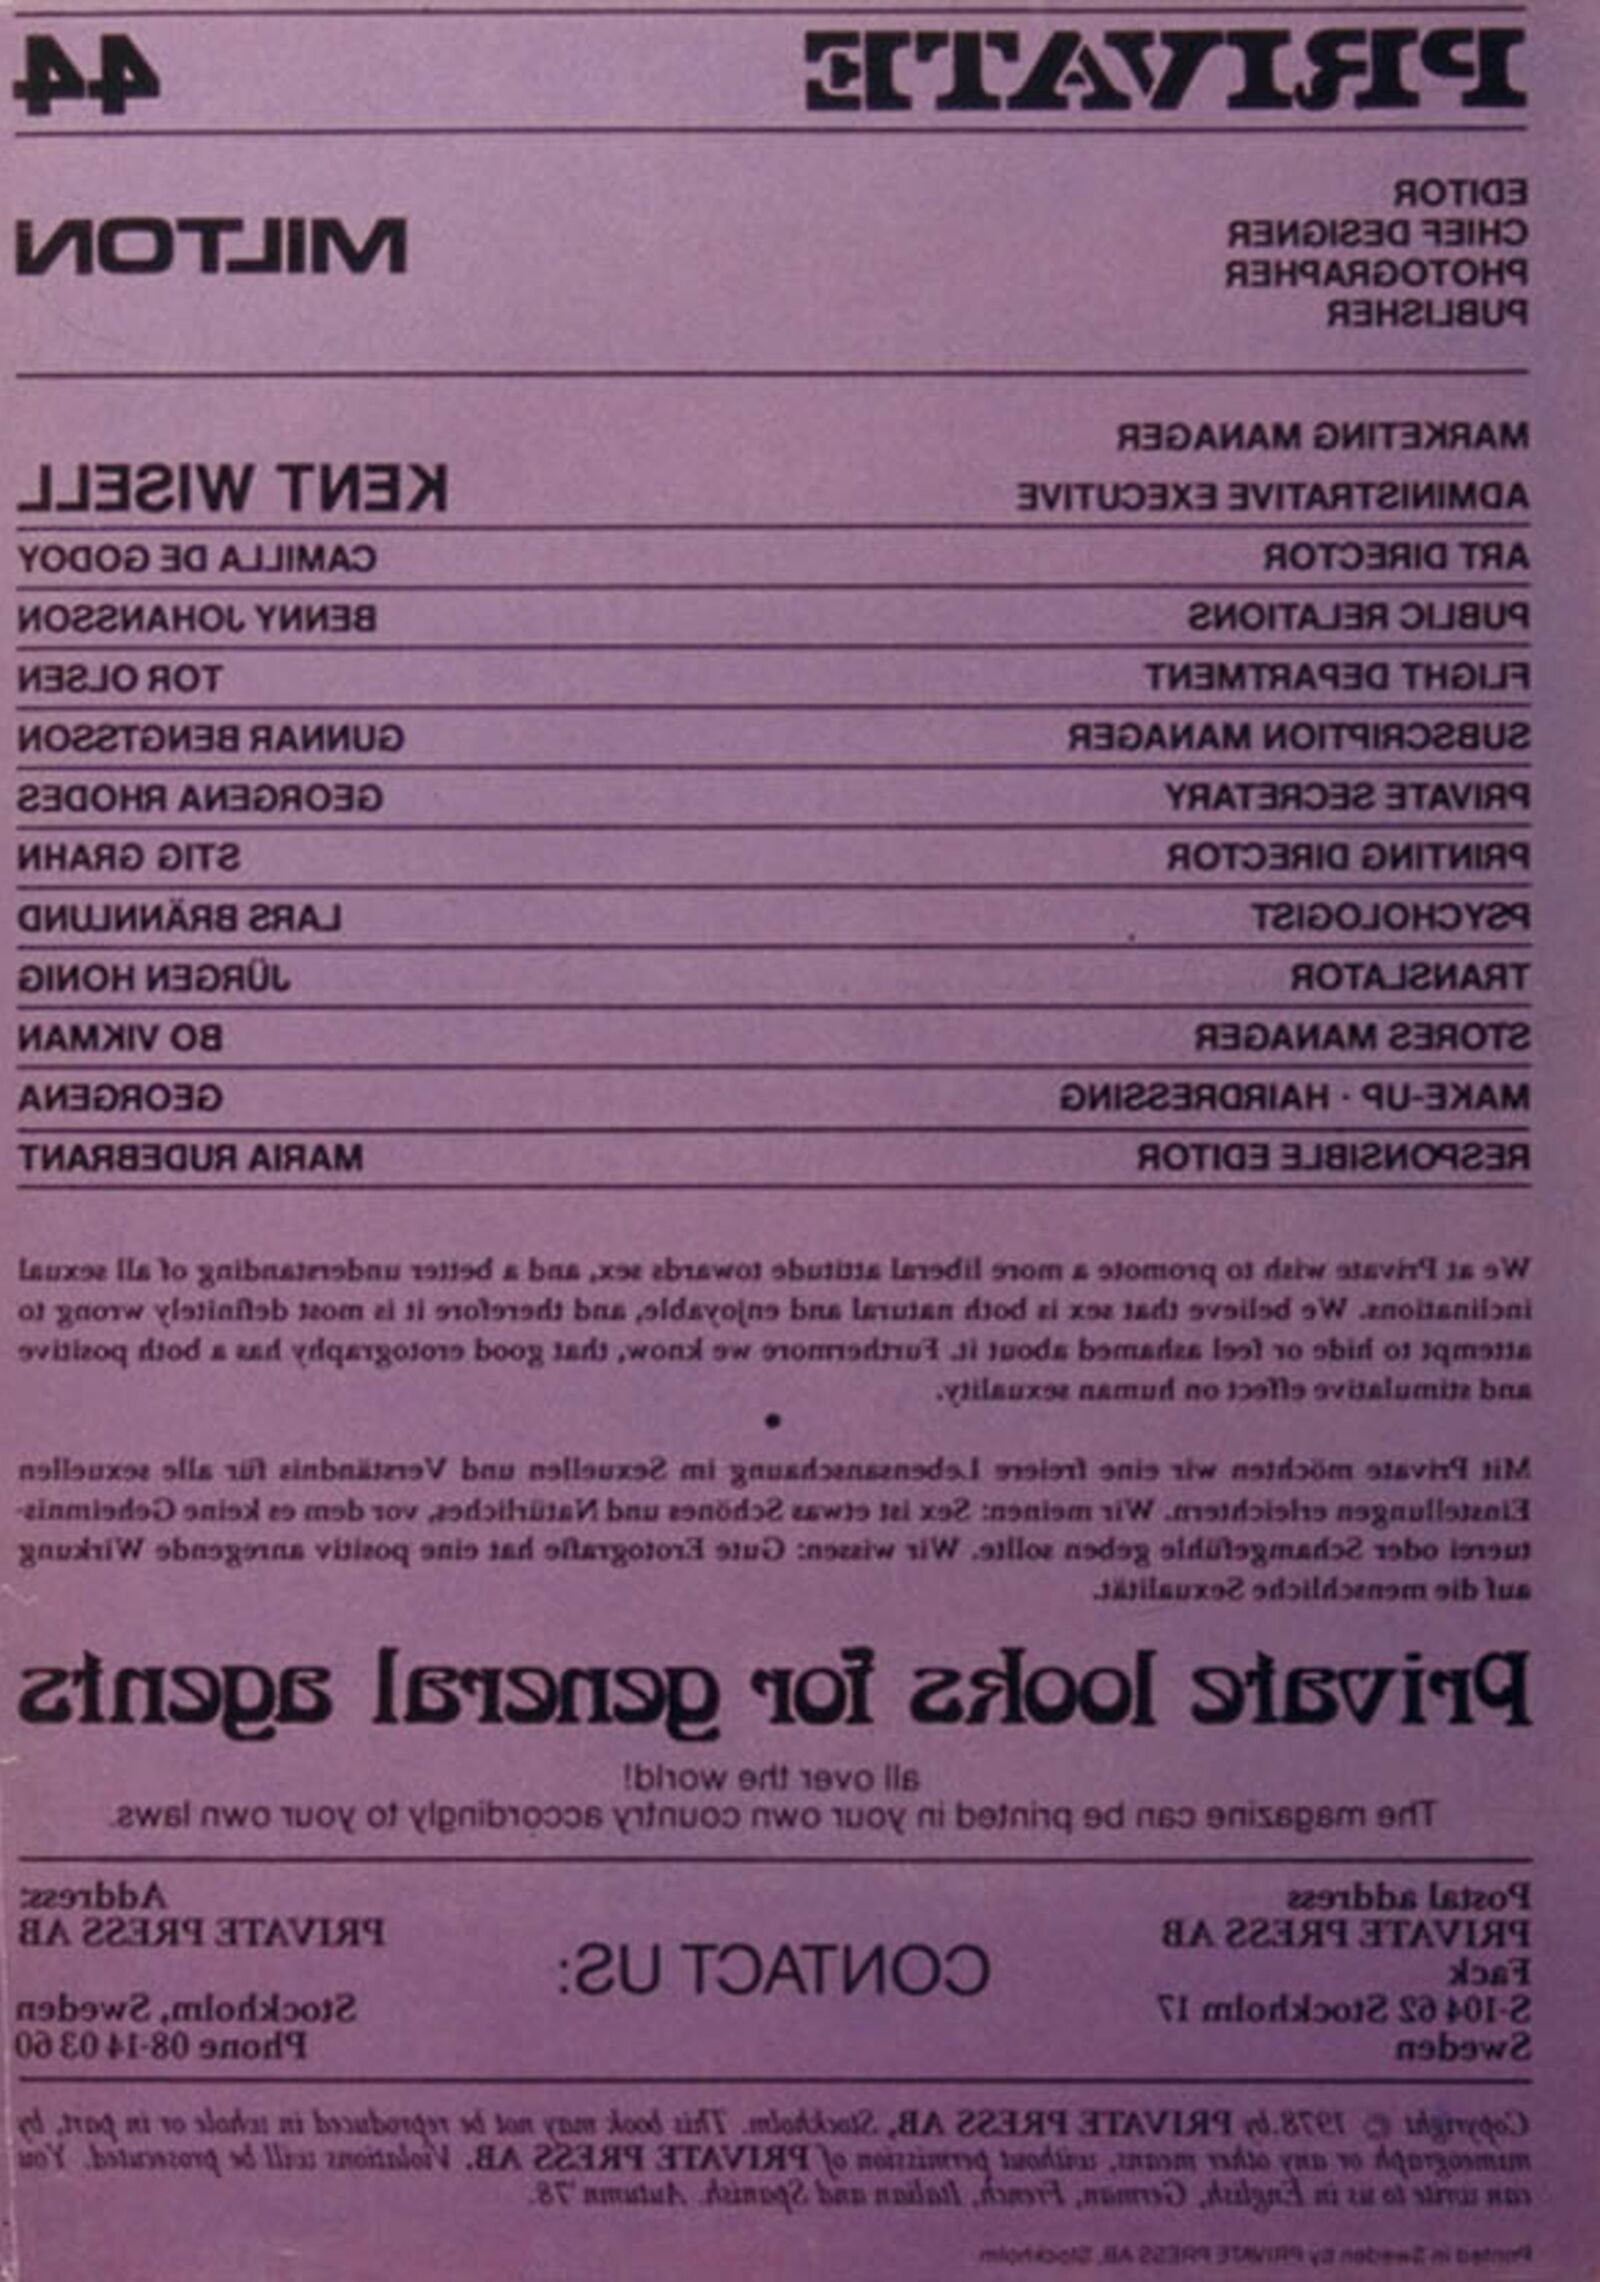 PRIVATE 44
EDITOR
CHIEF DESIGNER
PHOTOGRAPHER
PUBLISHER
MILTON
MARKETING MANAGER
ADMINISTRATIVE EXECUTIVE KENT WISELL
ART DIRECTOR CAMILLA DE GODOY
PUBLIC RELATIONS BENNY JOHANSSON
FLIGHT DEPARTMENT TOR OLSEN
SUBSCRIPTION MANAGER GUNNAR BENGTSSON
PRIVATE SECRETARY GEORGENA RHODES
PRINTING DIRECTOR STIG GRAHN
PSYCHOLOGIST LARS BRÄNNLUND
TRANSLATOR JÜRGEN HONIG
STORES MANAGER BO VIKMAN
MAKE-UP · HAIRDRESSING GEORGENA
RESPONSIBLE EDITOR MARIA RUDEBRANT
We at Private wish to promote a more liberal attitude towards sex, and a better understanding of all sexual
inclinations. We believe that sex is both natural and enjoyable, and therefore it is most definitely wrong to
attempt to hide or feel ashamed about it. Furthermore we know, that good erotography has a both positive
and stimulative effect on human sexuality.
•
Mit Private möchten wir eine freiere Lebensanschauung im Sexuellen und Verständnis für alle sexuellen
Einstellungen erleichtern. Wir meinen: Sex ist etwas Schönes und Natürliches, vor dem es keine Geheimnis-
tuerei oder Schamgefühle geben sollte. Wir wissen: Gute Erotografie hat eine positiv anregende Wirkung
auf die menschliche Sexualität.
Private looks for general agents
all over the world!
The magazine can be printed in your own country accordingly to your own laws.
Postal address
PRIVATE PRESS AB
Fack
S-104 62 Stockholm 17
Sweden
CONTACT US:
Address:
PRIVATE PRESS AB
Stockholm, Sweden
Phone 08-14 03 60
Copyright © 1978 by PRIVATE PRESS AB, Stockholm. This book may not be reproduced in whole or in part, by
mimeograph or any other means, without permission of PRIVATE PRESS AB. Violations will be prosecuted. You
can write to us in English, German, French, Italian and Spanish. Autumn '78.
Printed in Sweden by PRIVATE PRESS AB, Stockholm